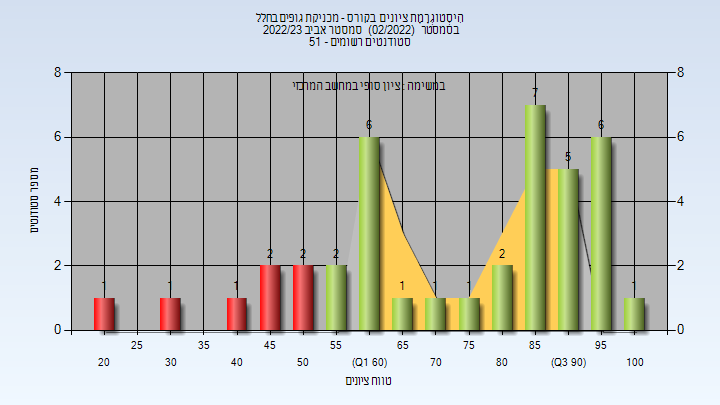 היסטוגרמת ציונים בקורס - מכניקת גופים בחלל
בסמסטר (02/2022) סמסטר אביב 2022/23
סטודנטים רשומים - 51
במשימה : ציון סופי במחשב המרכזי
8 8
7
6 6 6 6
5
4 4
2 2 2 2 2 2
1 1 1 1 1 1
0 0
מספר סטודנטים
25 35 45 55 65 75 85 95
20 30 40 50 (Q1 60) 70 80 (Q3 90) 100
טווח ציונים